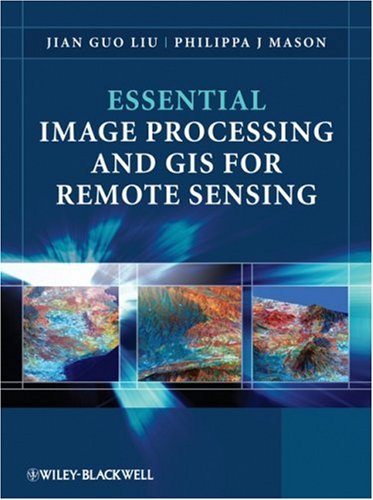 JIAN GUO LIU | PHILIPPA J MASON
ESSENTIAL
IMAGE PROCESSING
AND GIS FOR
REMOTE SENSING
WILEY-BLACKWELL